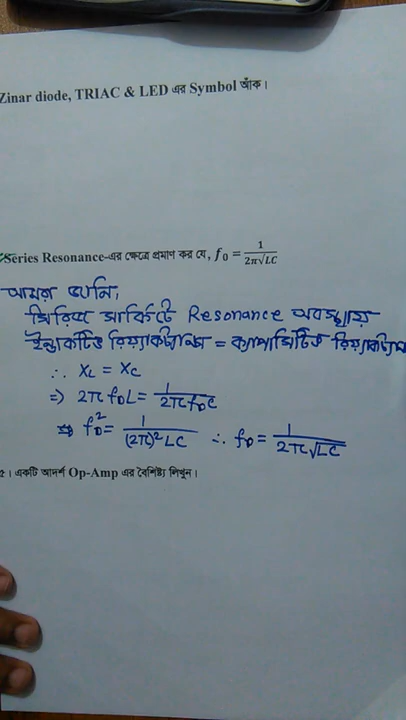 Zinar diode, TRIAC & LED এর Symbol আঁক।
Series Resonance-এর ক্ষেত্রে প্রমাণ কর যে, f₀ = 1/2π√LC
আমরা জানি,
সিরিজ সার্কিটে Resonance অবস্থায়
ইন্ডাকটিভ রিয়্যাকট্যান্স = ক্যাপাসিটিভ রিয়্যাকট্যান্স
∴ XL = XC
⇒ 2πf₀L = 1/2πf₀C
⇒ f₀² = 1/(2π)²LC ∴ f₀ = 1/2π√LC
৫। একটি আদর্শ Op-Amp এর বৈশিষ্ট্য লিখুন।